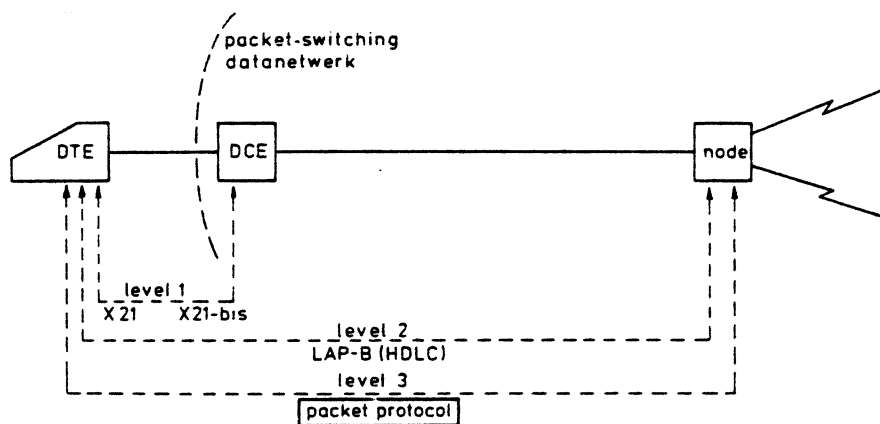 packet-switching
datanetwerk
DTE
DCE
node
level 1
X21 X21-bis
level 2
LAP-B (HDLC)
level 3
packet protocol